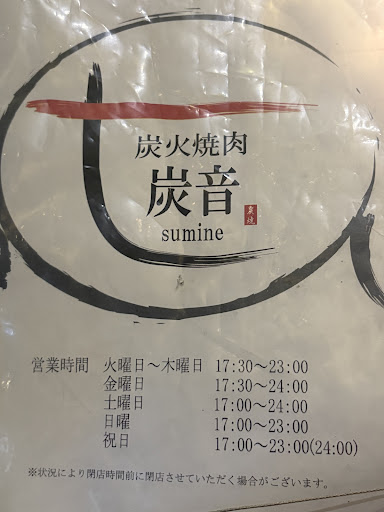 炭火焼肉
炭音
sumine
営業時間 火曜日～木曜日 17:30～23:00
金曜日 17:30～24:00
土曜日 17:00～24:00
日曜 17:00～23:00
祝日 17:00～23:00(24:00)
※状況により閉店時間前に閉店させていただく場合がございます。